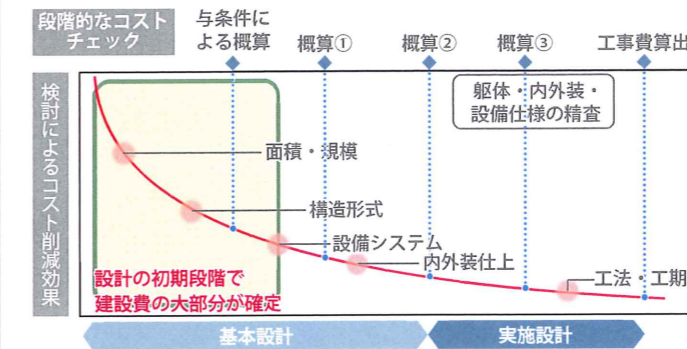 段階的なコスト
チェック
与条件に
よる概算
概算①
概算②
概算③
工事費算出
検討によるコスト削減効果
躯体・内外装・
設備仕様の精査
面積・規模
構造形式
設備システム
内外装仕上
工法・工期
設計の初期段階で
建設費の大部分が確定
基本設計
実施設計